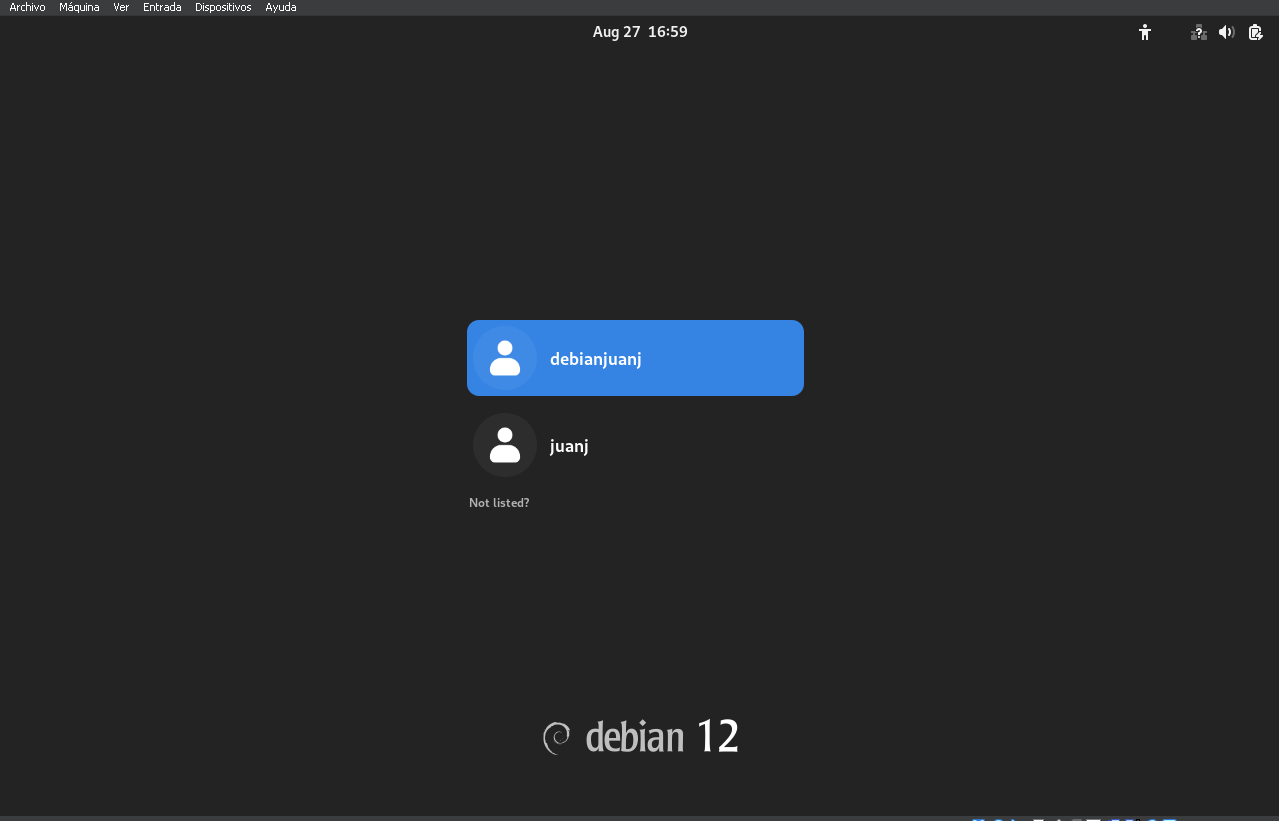 Archivo Máquina Ver Entrada Dispositivos Ayuda
Aug 27 16:59
debianjuanj
juanj
Not listed?
debian 12